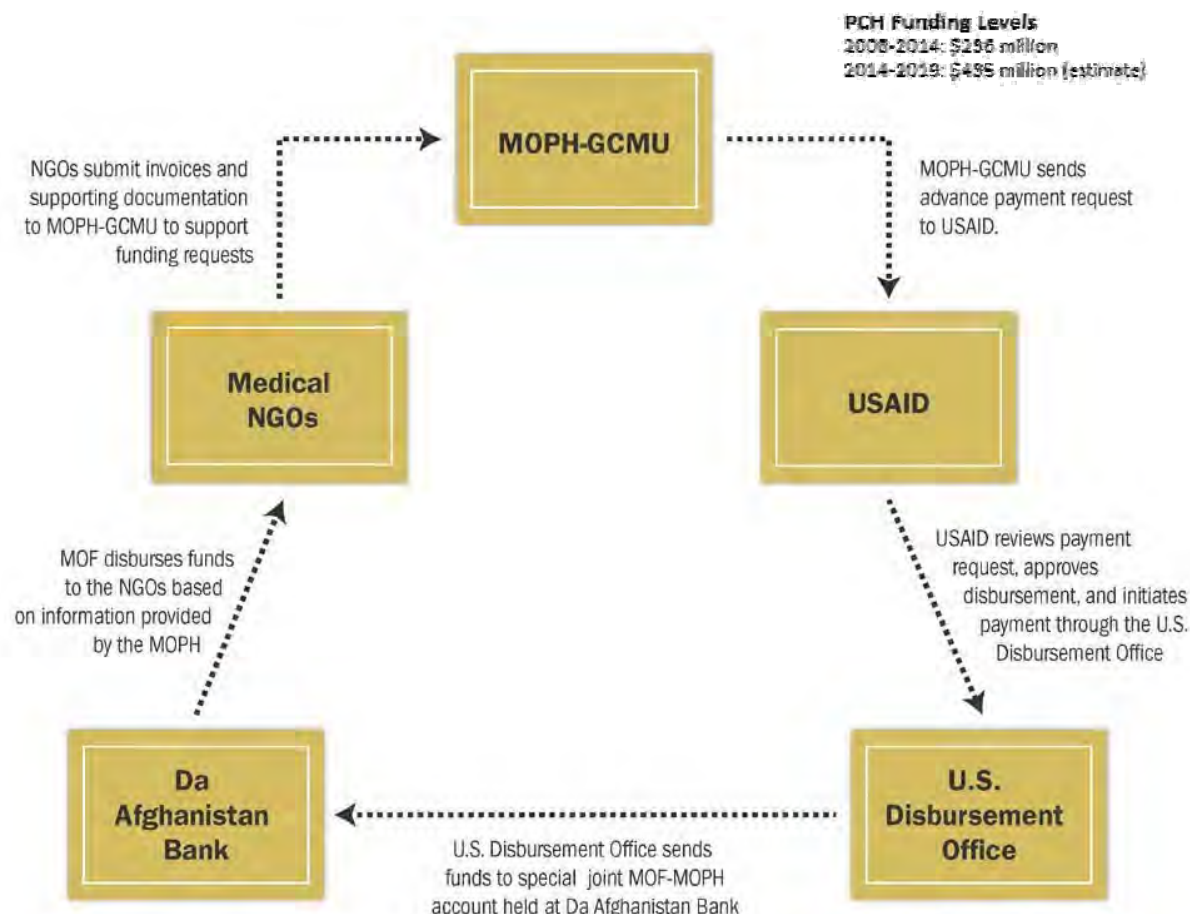 PCH Funding Levels
2008-2014: $236 million
2014-2019: $495 million (estimate)
MOPH-GCMU
NGOs submit invoices and
supporting documentation
to MOPH-GCMU to support
funding requests
MOPH-GCMU sends
advance payment request
to USAID.
Medical
NGOs
USAID
MOF disburses funds
to the NGOs based
on information provided
by the MOPH
USAID reviews payment
request, approves
disbursement, and initiates
payment through the U.S.
Disbursement Office
Da
Afghanistan
Bank
U.S.
Disbursement
Office
U.S. Disbursement Office sends
funds to special joint MOF-MOPH
account held at Da Afghanistan Bank